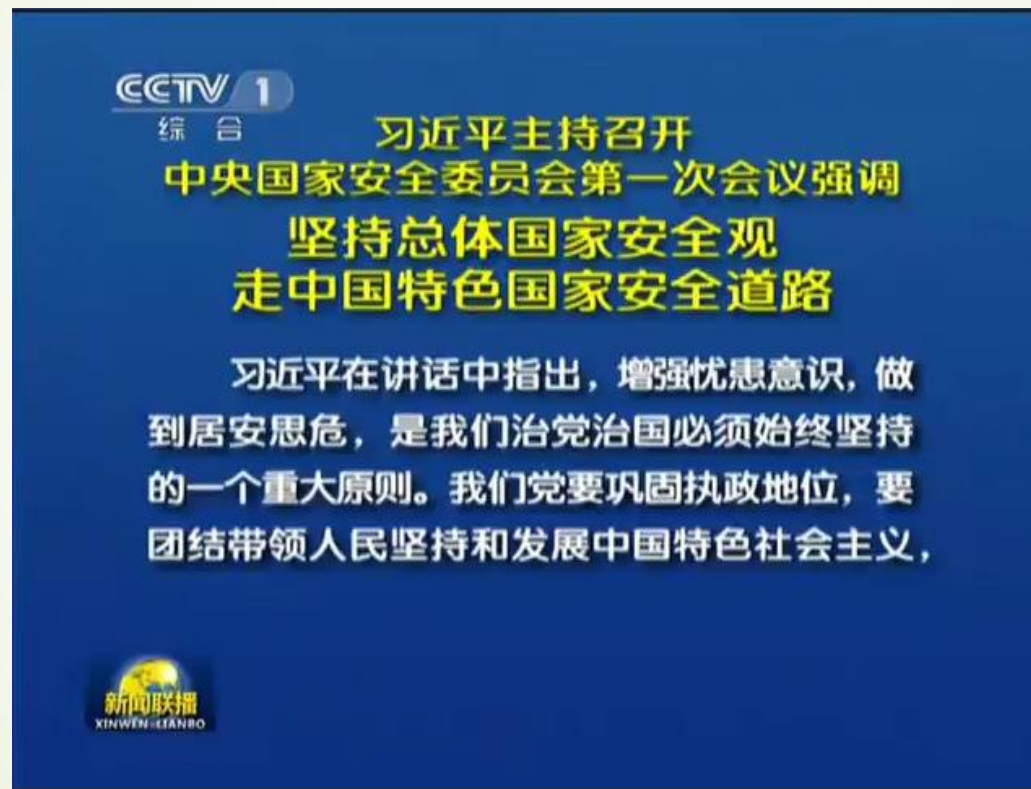 CCTV 1
综合
习近平主持召开
中央国家安全委员会第一次会议强调
坚持总体国家安全观
走中国特色国家安全道路
习近平在讲话中指出，增强忧患意识，做
到居安思危，是我们治党治国必须始终坚持
的一个重大原则。我们党要巩固执政地位，要
团结带领人民坚持和发展中国特色社会主义，
新闻联播
XINWEN LIANBO